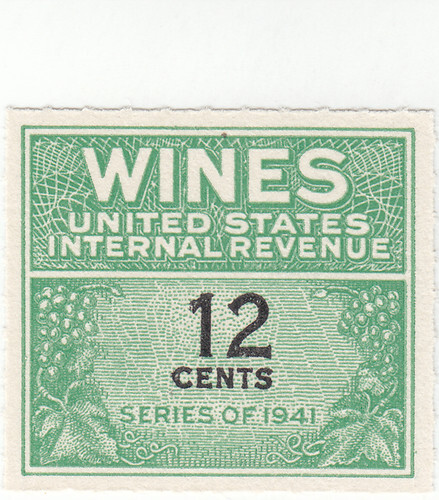 WINES
UNITED STATES
INTERNAL REVENUE
12
CENTS
SERIES OF 1941